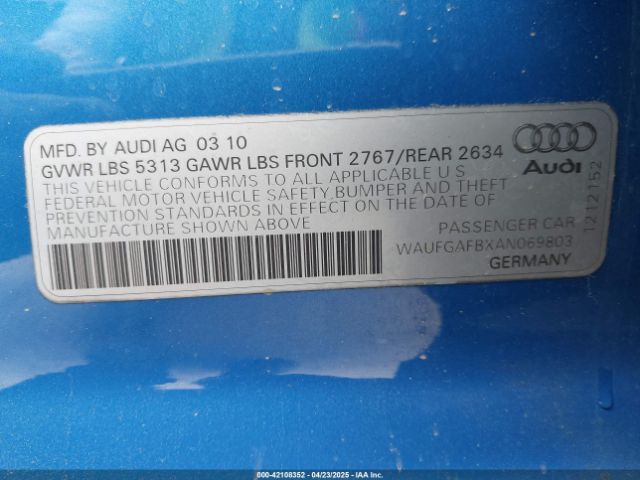 MFD. BY AUDI AG 03 10
GVWR LBS 5313 GAWR LBS FRONT 2767/REAR 2634
THIS VEHICLE CONFORMS TO ALL APPLICABLE U S
FEDERAL MOTOR VEHICLE SAFETY,BUMPER AND THEFT
PREVENTION STANDARDS IN EFFECT ON THE DATE OF
MANUFACTURE SHOWN ABOVE
Audi
PASSENGER CAR
WAUFGAFBXAN069803
GERMANY
T212152
000-42108352 - 04/23/2025 - IAA Inc.